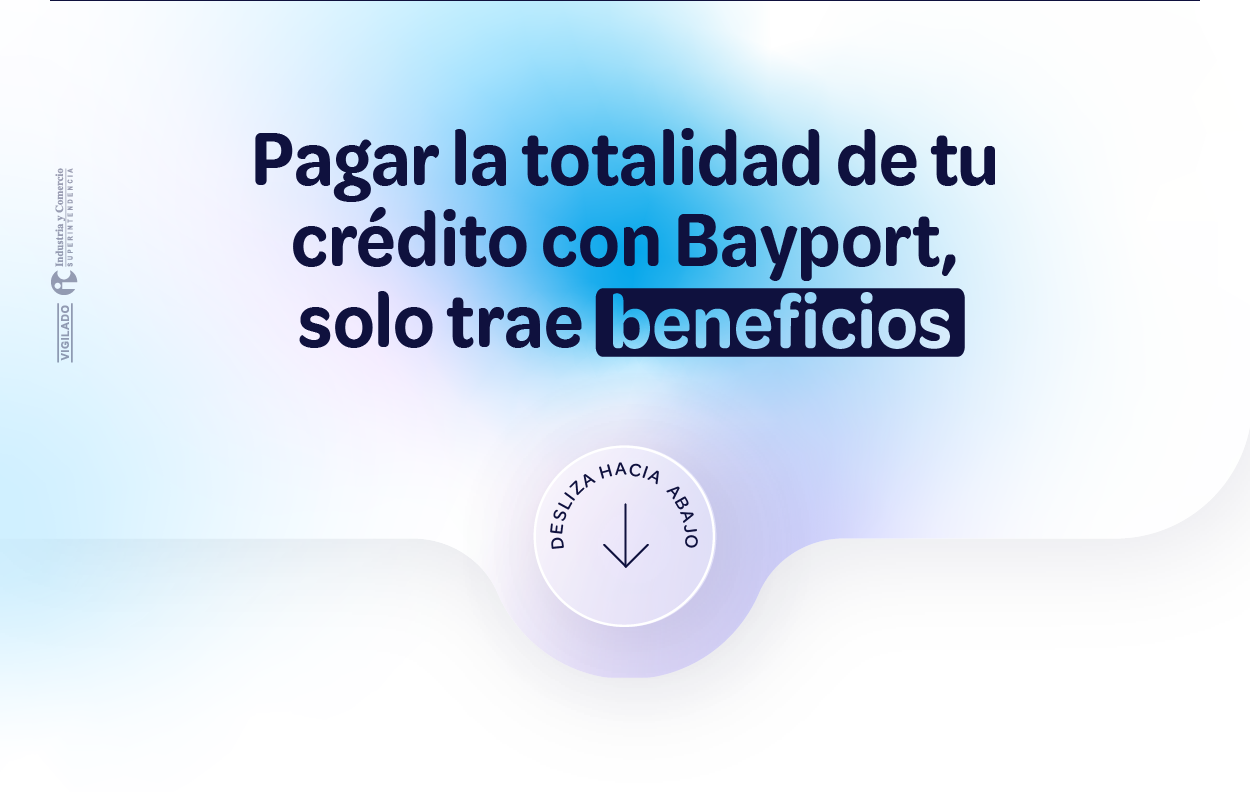 Pagar la totalidad de tu
crédito con Bayport,
solo trae beneficios
VIGILADO
Industria y Comercio
SUPERINTENDENCIA
DESLIZA HACIA ABAJO